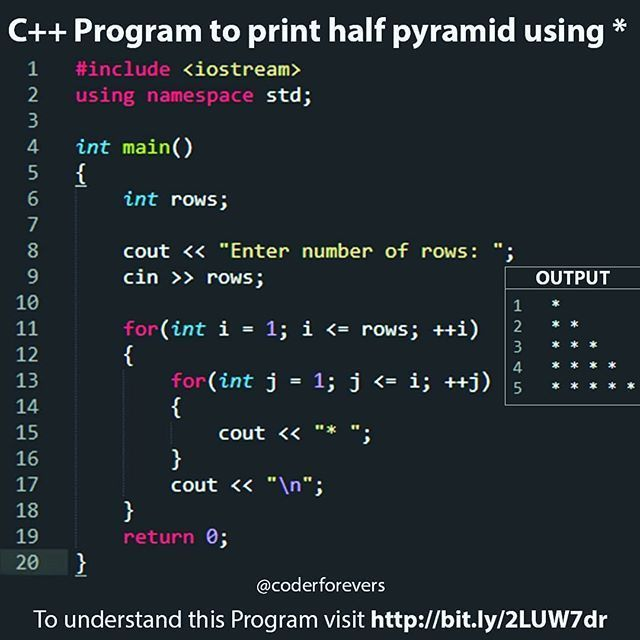 C++ Program to print half pyramid using *
1 #include <iostream>
2 using namespace std;
3
4 int main()
5 {
6     int rows;
7
8     cout << "Enter number of rows: ";
9     cin >> rows;
10
11     for(int i = 1; i <= rows; ++i)
12     {
13         for(int j = 1; j <= i; ++j)
14         {
15             cout << "* ";
16         }
17         cout << "\n";
18     }
19     return 0;
20 }
OUTPUT
1 *
2 * *
3 * * *
4 * * * *
5 * * * * *
@coderforevers
To understand this Program visit http://bit.ly/2LUW7dr